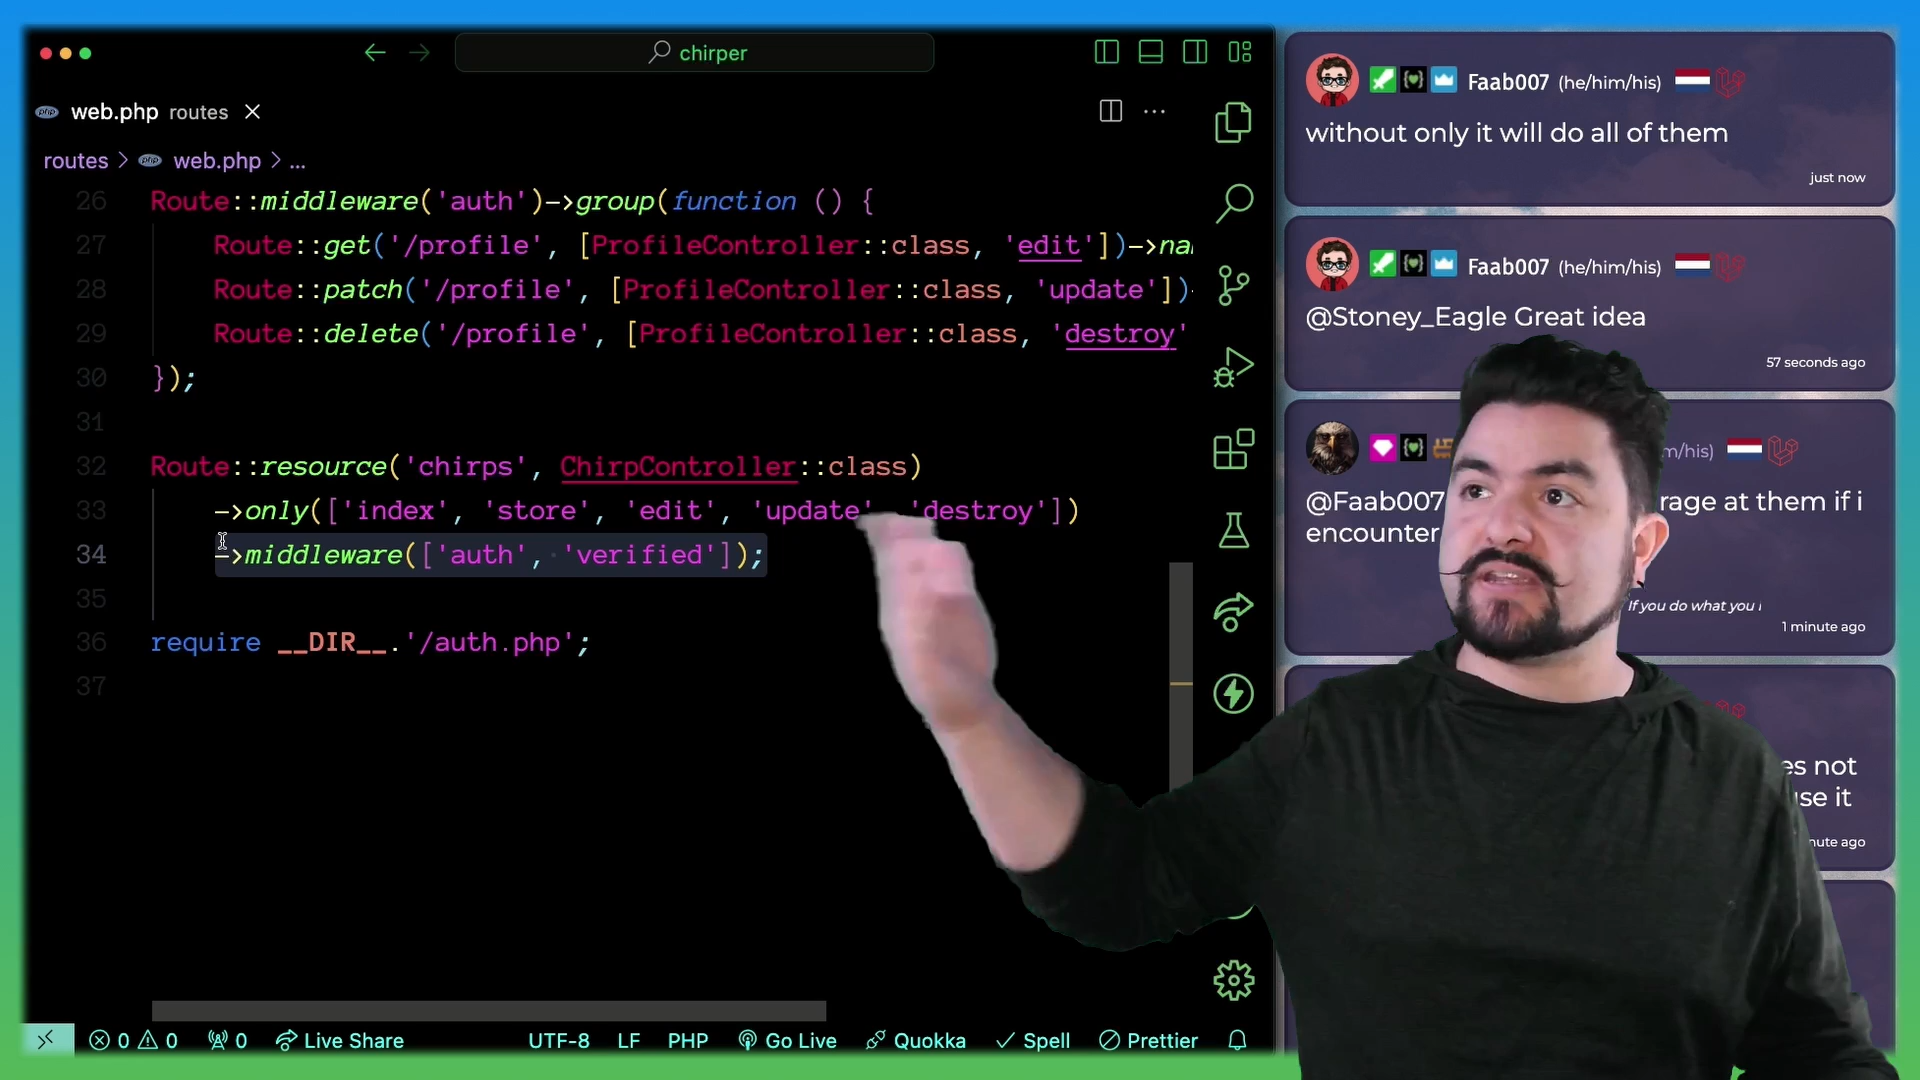 chirper
web.php routes
routes > web.php > ...
26 Route::middleware('auth')->group(function () {
27 Route::get('/profile', [ProfileController::class, 'edit'])->na
28 Route::patch('/profile', [ProfileController::class, 'update'])
29 Route::delete('/profile', [ProfileController::class, 'destroy'
30 });
31
32 Route::resource('chirps', ChirpController::class)
33 ->only(['index', 'store', 'edit', 'update', 'destroy'])
34 ->middleware(['auth', 'verified']);
35
36 require __DIR__.'/auth.php';
37
0 0 0 Live Share UTF-8 LF PHP Go Live Quokka Spell Prettier
Faab007 (he/him/his)
without only it will do all of them
just now
Faab007 (he/him/his)
@Stoney_Eagle Great idea
57 seconds ago
m/his)
@Faab007 rage at them if i
encounter
If you do what you
1 minute ago
es not
use it
nute ago